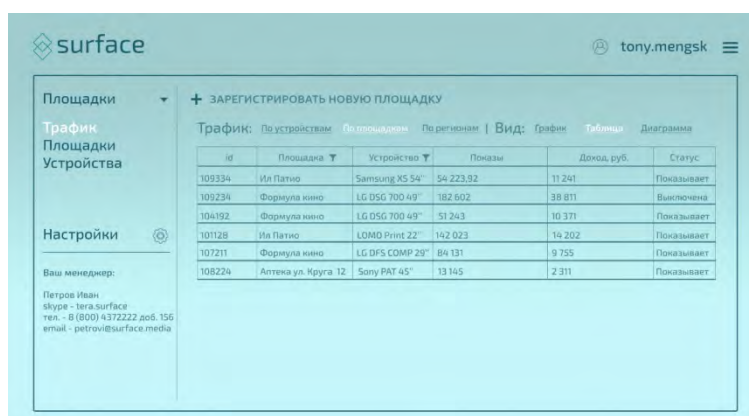 surface
tony.mengsk
Площадки
Трафик
Площадки
Устройства
Настройки
Ваш менеджер:
Петров Иван
skype - tera.surface
тел. - 8 (800) 4372222 доб. 156
email - petrovi@surface.media
+ ЗАРЕГИСТРИРОВАТЬ НОВУЮ ПЛОЩАДКУ
Трафик: По устройствам По площадкам По регионам | Вид: График Таблица Диаграмма
id Площадка Устройство Показы Доход, руб. Статус
109334 Ил Патио Samsung XS 54" 54 223,92 11 241 Показывает
109234 Формула кино LG DSG 700 49" 182 602 38 811 Выключена
104192 Формула кино LG DSG 700 49" 51 243 10 371 Показывает
101128 Ил Патио LOMO Print 22" 142 023 14 202 Показывает
107211 Формула кино LG DFS COMP 29" 84 131 9 755 Показывает
108224 Аптека ул. Круга 12 Sony PAT 45" 13 145 2 311 Показывает